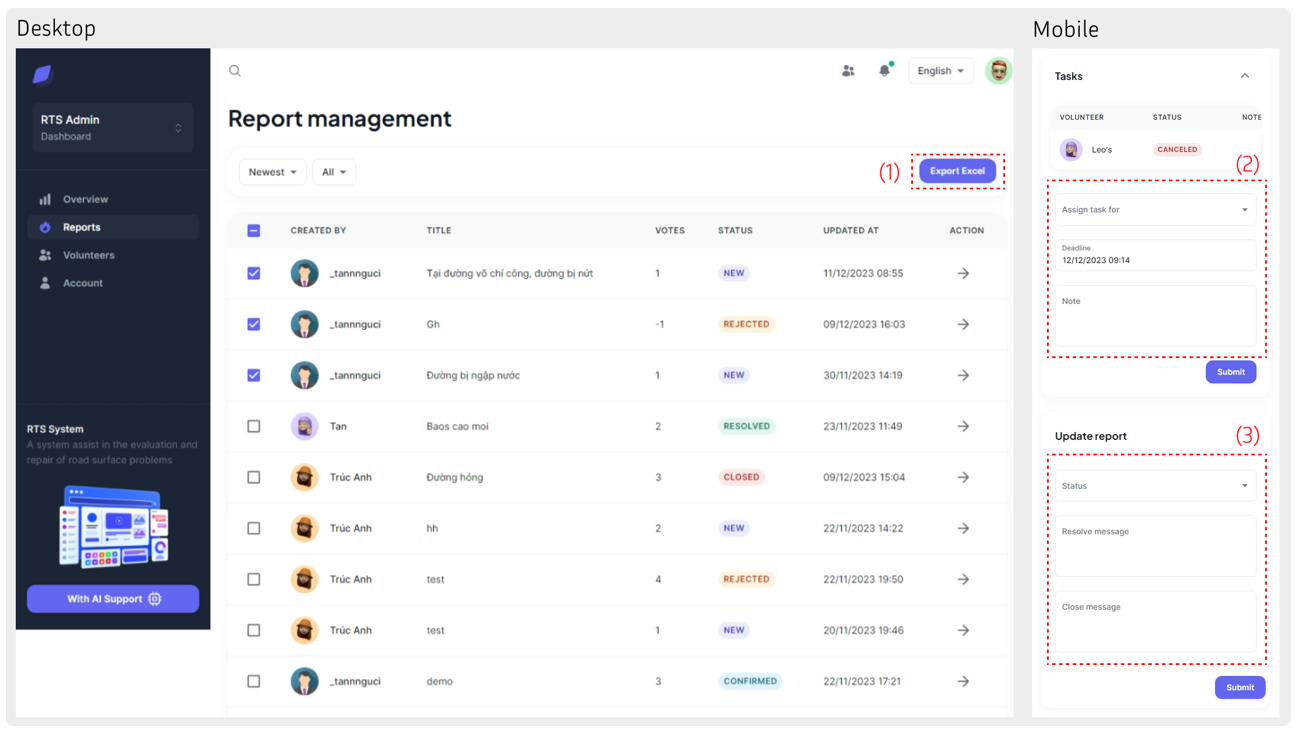 Desktop
RTS Admin
Dashboard
Overview
Reports
Volunteers
Account
RTS System
A system assist in the evaluation and
repair of road surface problems
With AI Support
English
Report management
Newest
All
(1)
Export Excel
CREATED BY TITLE VOTES STATUS UPDATED AT ACTION
_tannnguci Tại đường võ chí công, đường bị nứt 1 NEW 11/12/2023 08:55
_tannnguci Gh -1 REJECTED 09/12/2023 16:03
_tannnguci Đường bị ngập nước 1 NEW 30/11/2023 14:19
Tan Baos cao moi 2 RESOLVED 23/11/2023 11:49
Trúc Anh Đường hỏng 3 CLOSED 09/12/2023 15:04
Trúc Anh hh 2 NEW 22/11/2023 14:22
Trúc Anh test 4 REJECTED 22/11/2023 19:50
Trúc Anh test 1 NEW 20/11/2023 19:46
_tannnguci demo 3 CONFIRMED 22/11/2023 17:21
Mobile
Tasks
VOLUNTEER STATUS NOTE
Leo's CANCELED
(2)
Assign task for
Deadline
12/12/2023 09:14
Note
Submit
Update report
(3)
Status
Resolve message
Close message
Submit